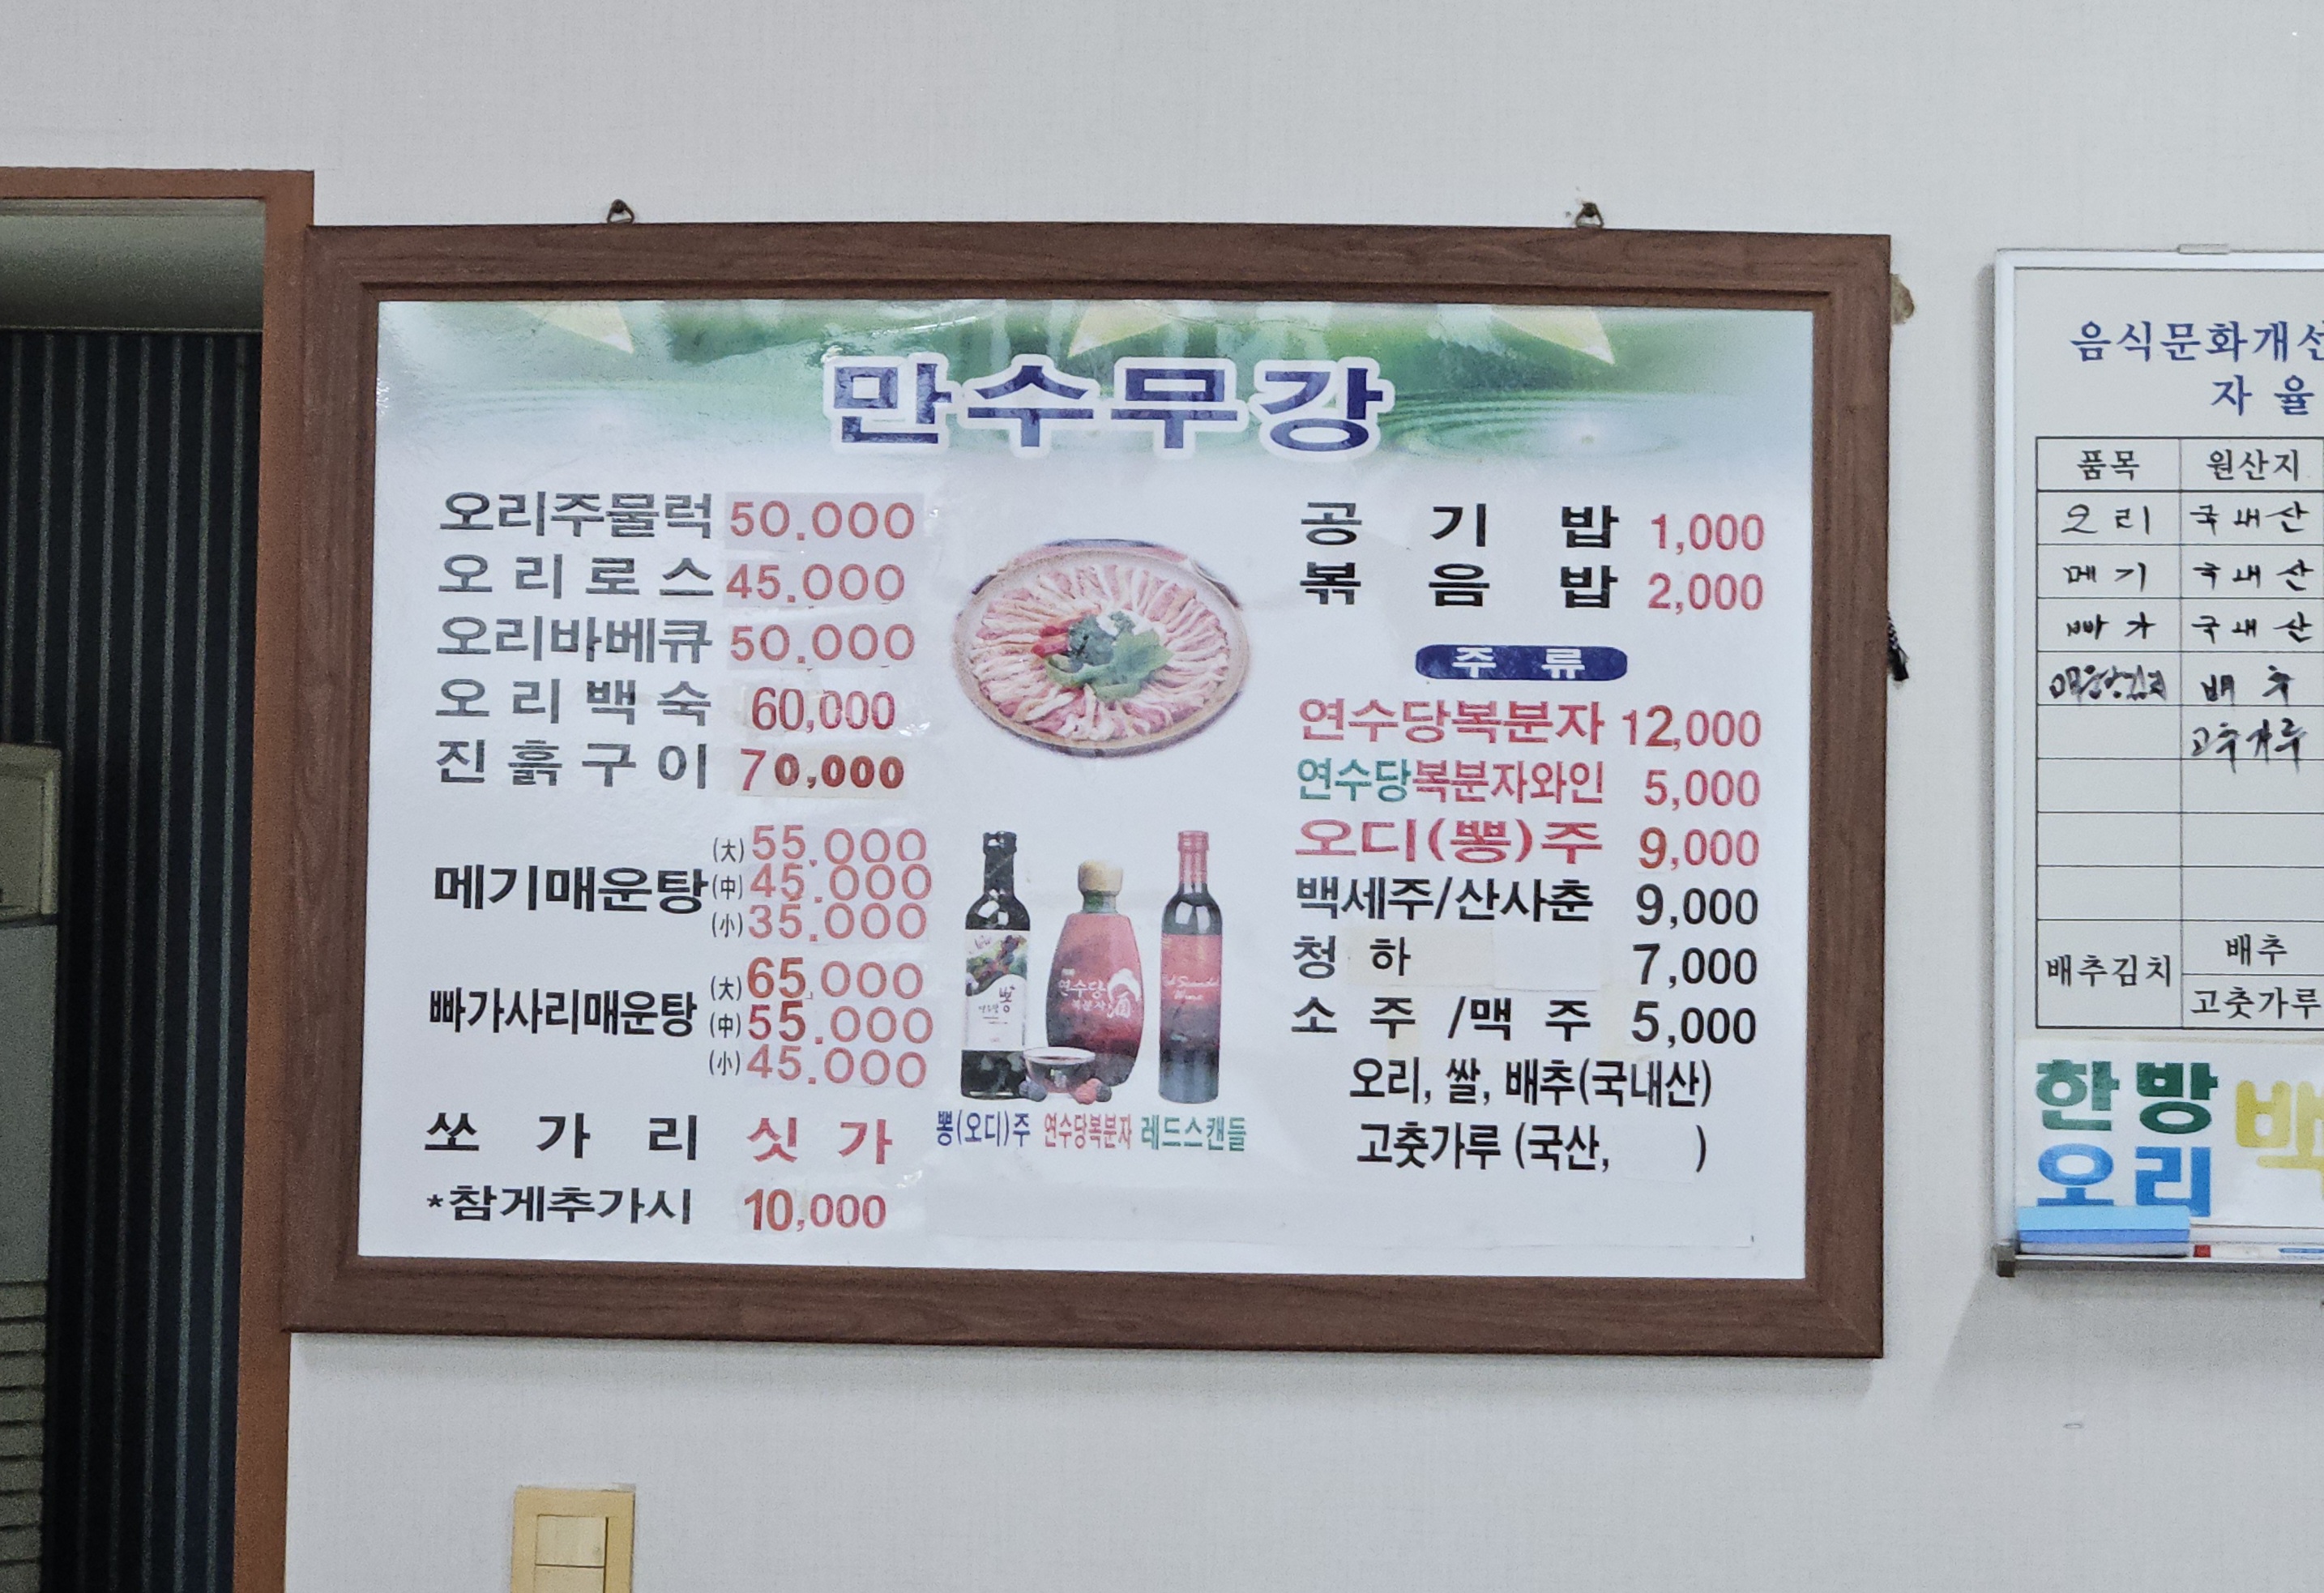 만수무강
오리주물럭 50.000
오리로스 45.000
오리바베큐 50.000
오리백숙 60,000
진흙구이 70,000
메기매운탕 (大) 55.000
(中) 45.000
(小) 35.000
빠가사리매운탕 (大) 65,000
(中) 55.000
(小) 45.000
쏘가리 싯가
*참게추가시 10,000
연수당
복분자
酒
뽕(오디)주 연수당복분자 레드스캔들
공기밥 1,000
볶음밥 2,000
주류
연수당복분자 12,000
연수당복분자와인 5,000
오디(뽕)주 9,000
백세주/산사춘 9,000
청하 7,000
소주/맥주 5,000
오리, 쌀, 배추(국내산)
고춧가루 (국산, )
음식문화개선
자율
품목 원산지
오리 국내산
메기 국내산
빠가 국내산
배추
고춧가루
배추김치 배추
고춧가루
한방
오리
백